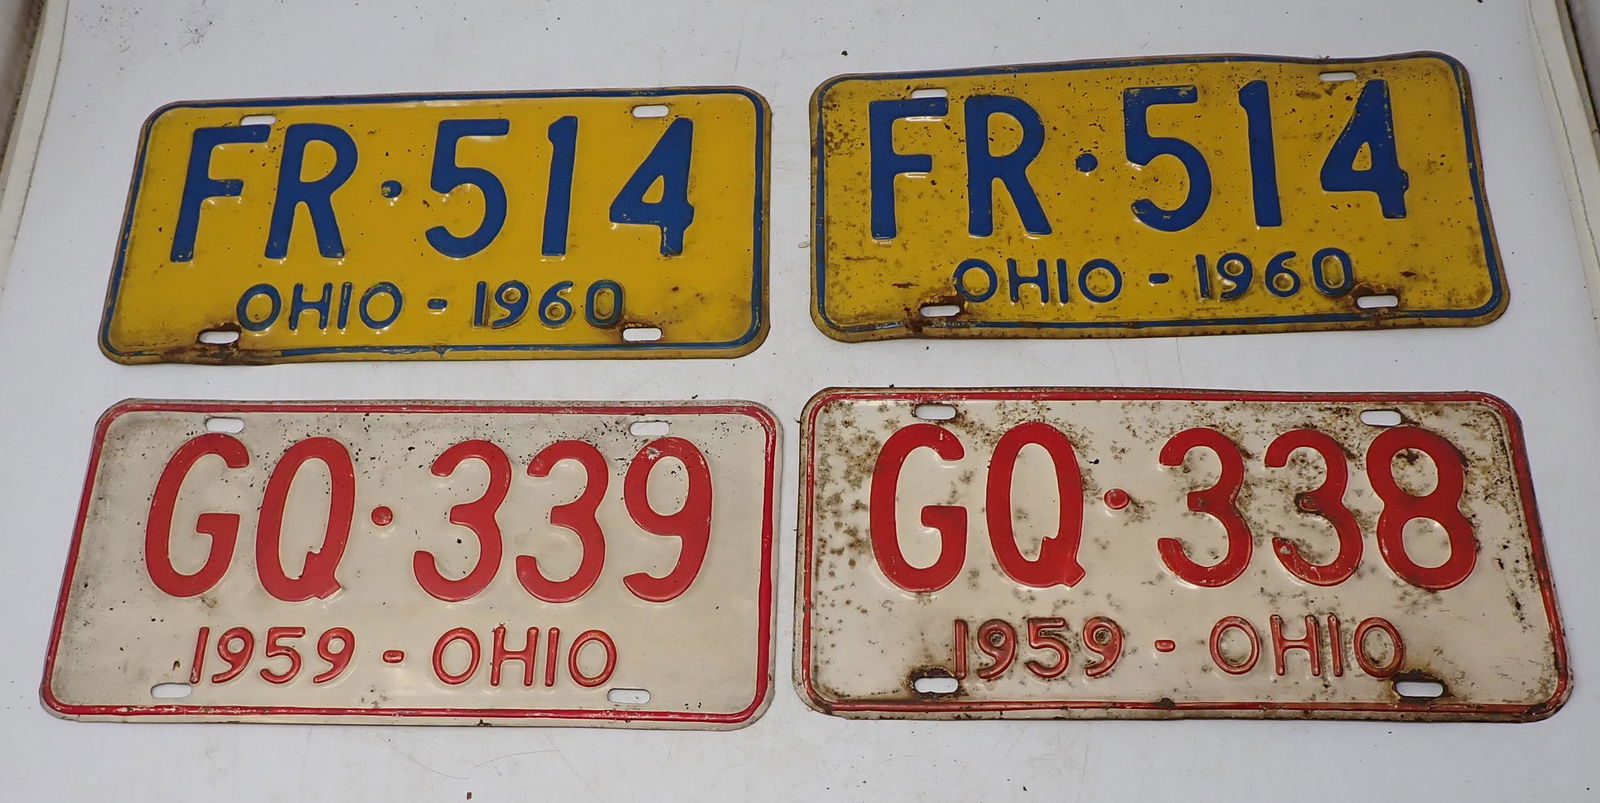 FR·514
OHIO - 1960
FR·514
OHIO - 1960
GQ·339
1959 - OHIO
GQ·338
1959 - OHIO